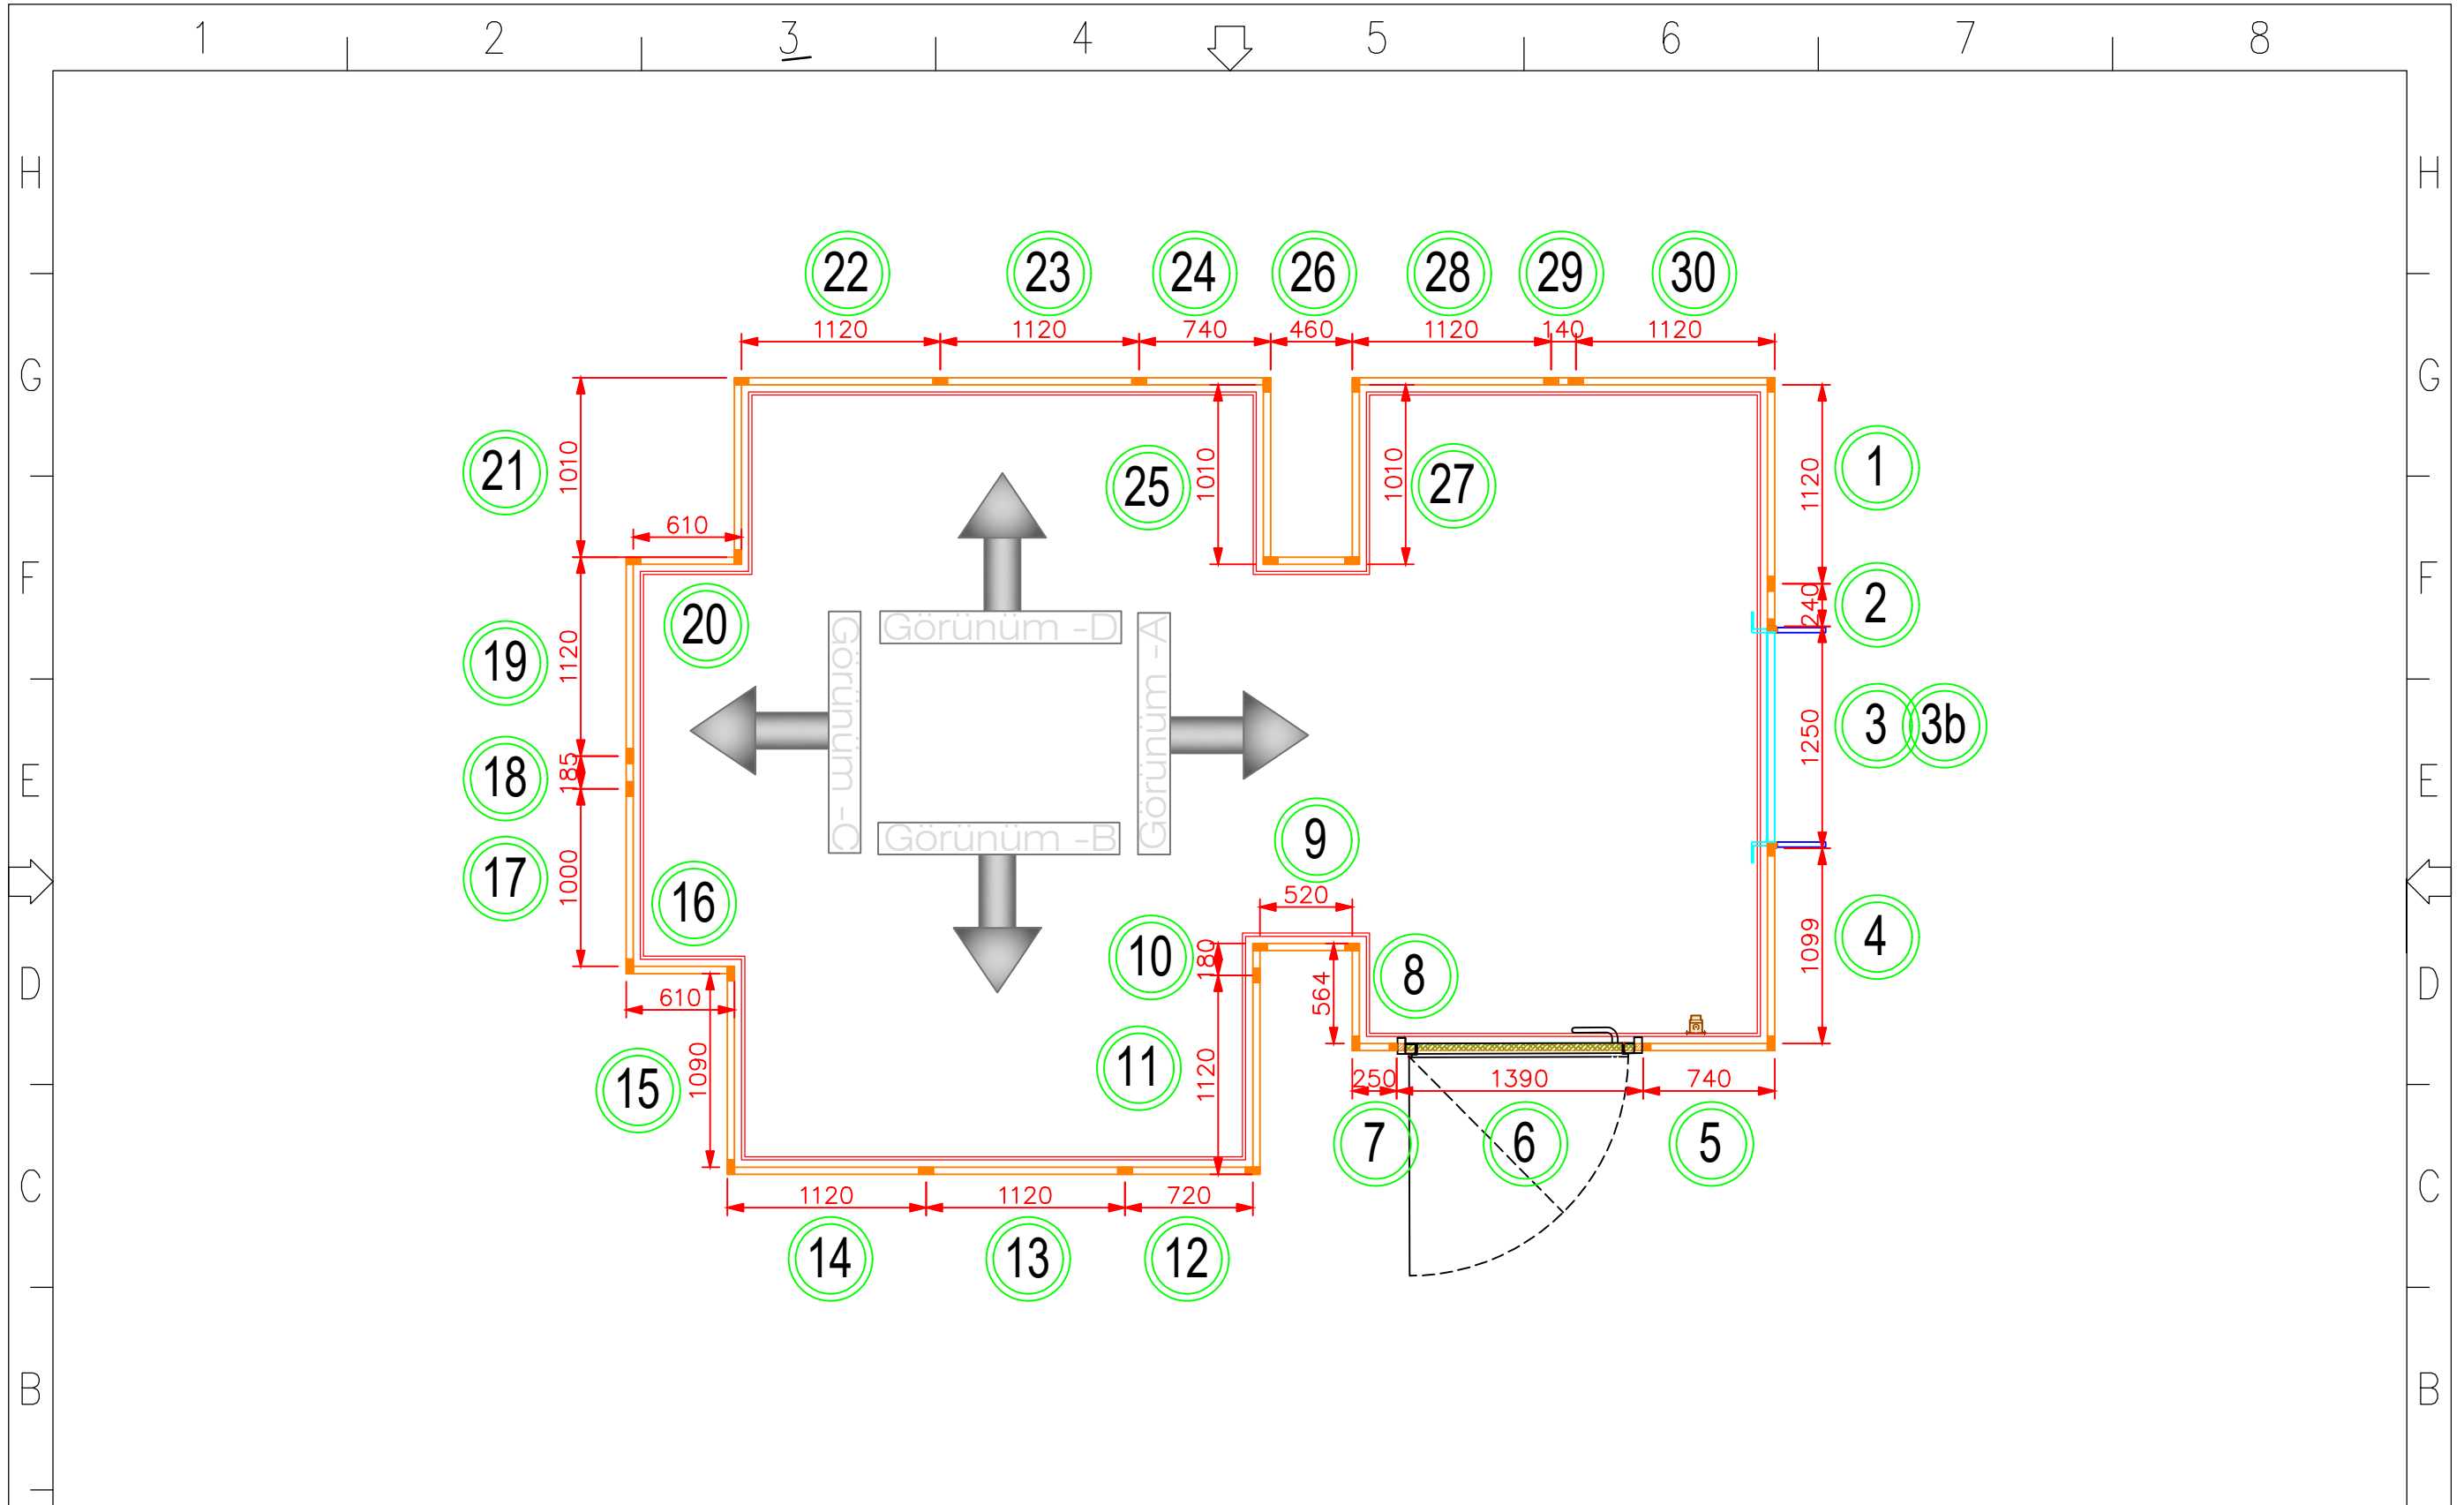 1 2 3 4 5 6 7 8
H H
22 23 24 26 28 29 30
1120 1120 740 460 1120 140 1120
G G
21 1010 1010 25 1010 27 1120 1
610
F F
20 240 2
19 1120
Görünüm -D
Görünüm -C
Görünüm -A
Görünüm -B
1250 3 3b
E E
18 185
17 1000
9
16 520
10 180
8 564
1099 4
D D
610
15 1090
11 1120
250 1390 740
7 6 5
C C
1120 1120 720
14 13 12
B B